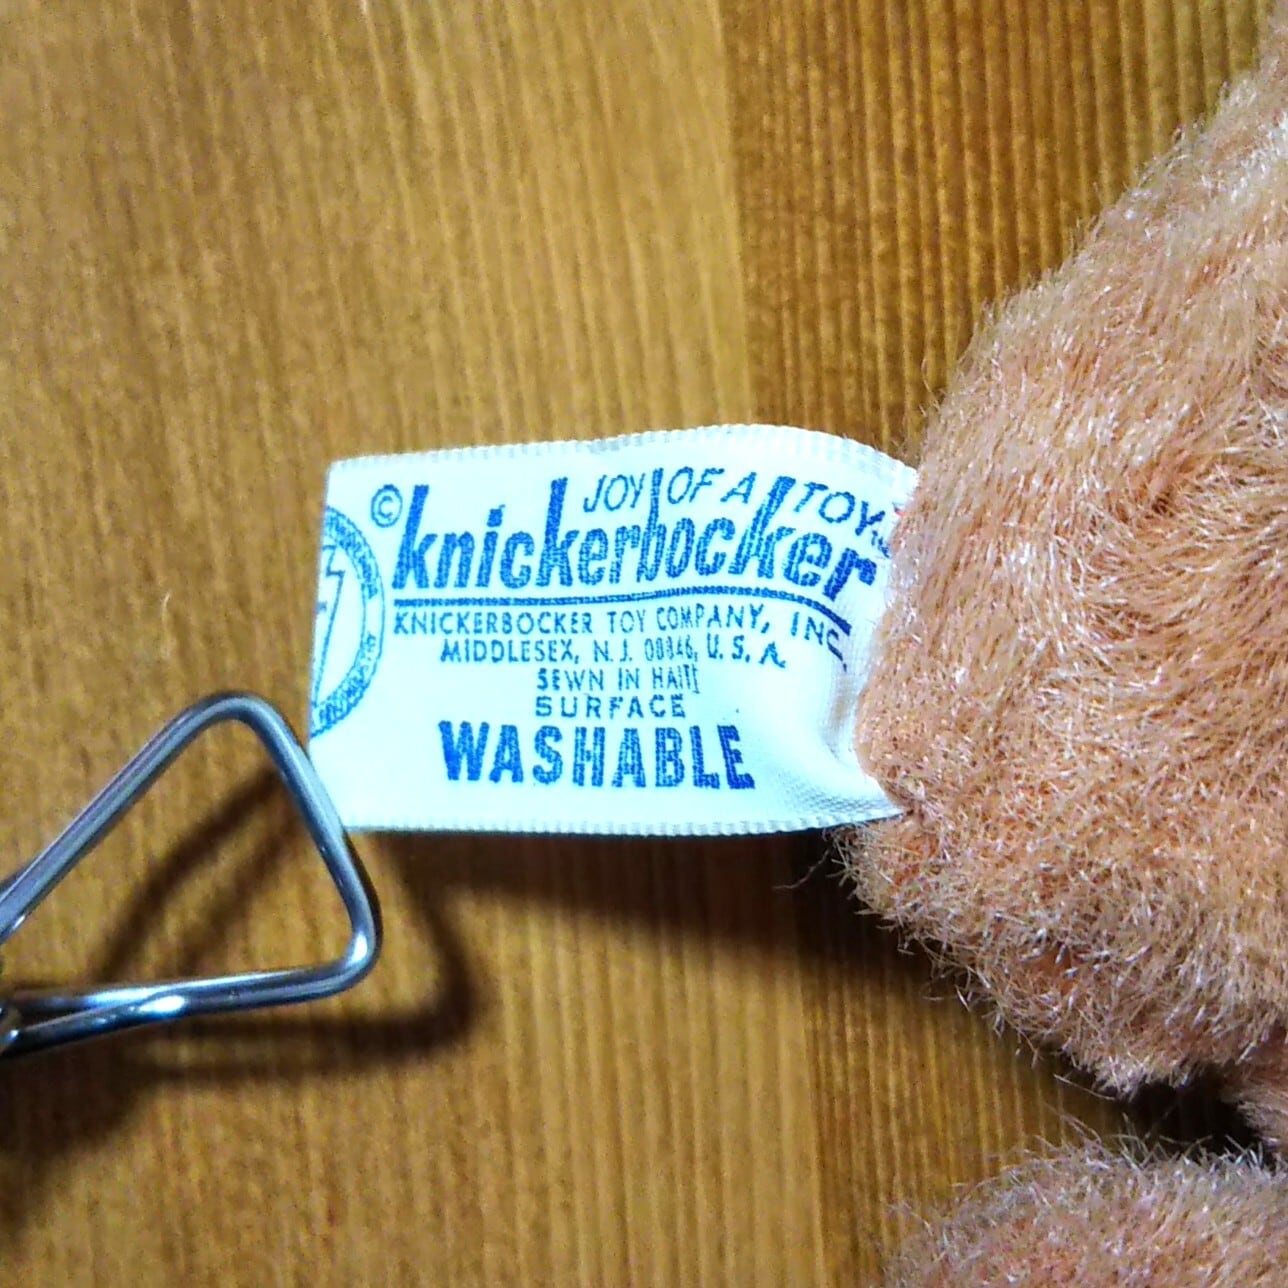 JOY OF A TOY
© knickerbocker
KNICKERBOCKER TOY COMPANY, INC.
MIDDLESEX, N.J. 08846, U.S.A.
SEWN IN HAITI
SURFACE
WASHABLE